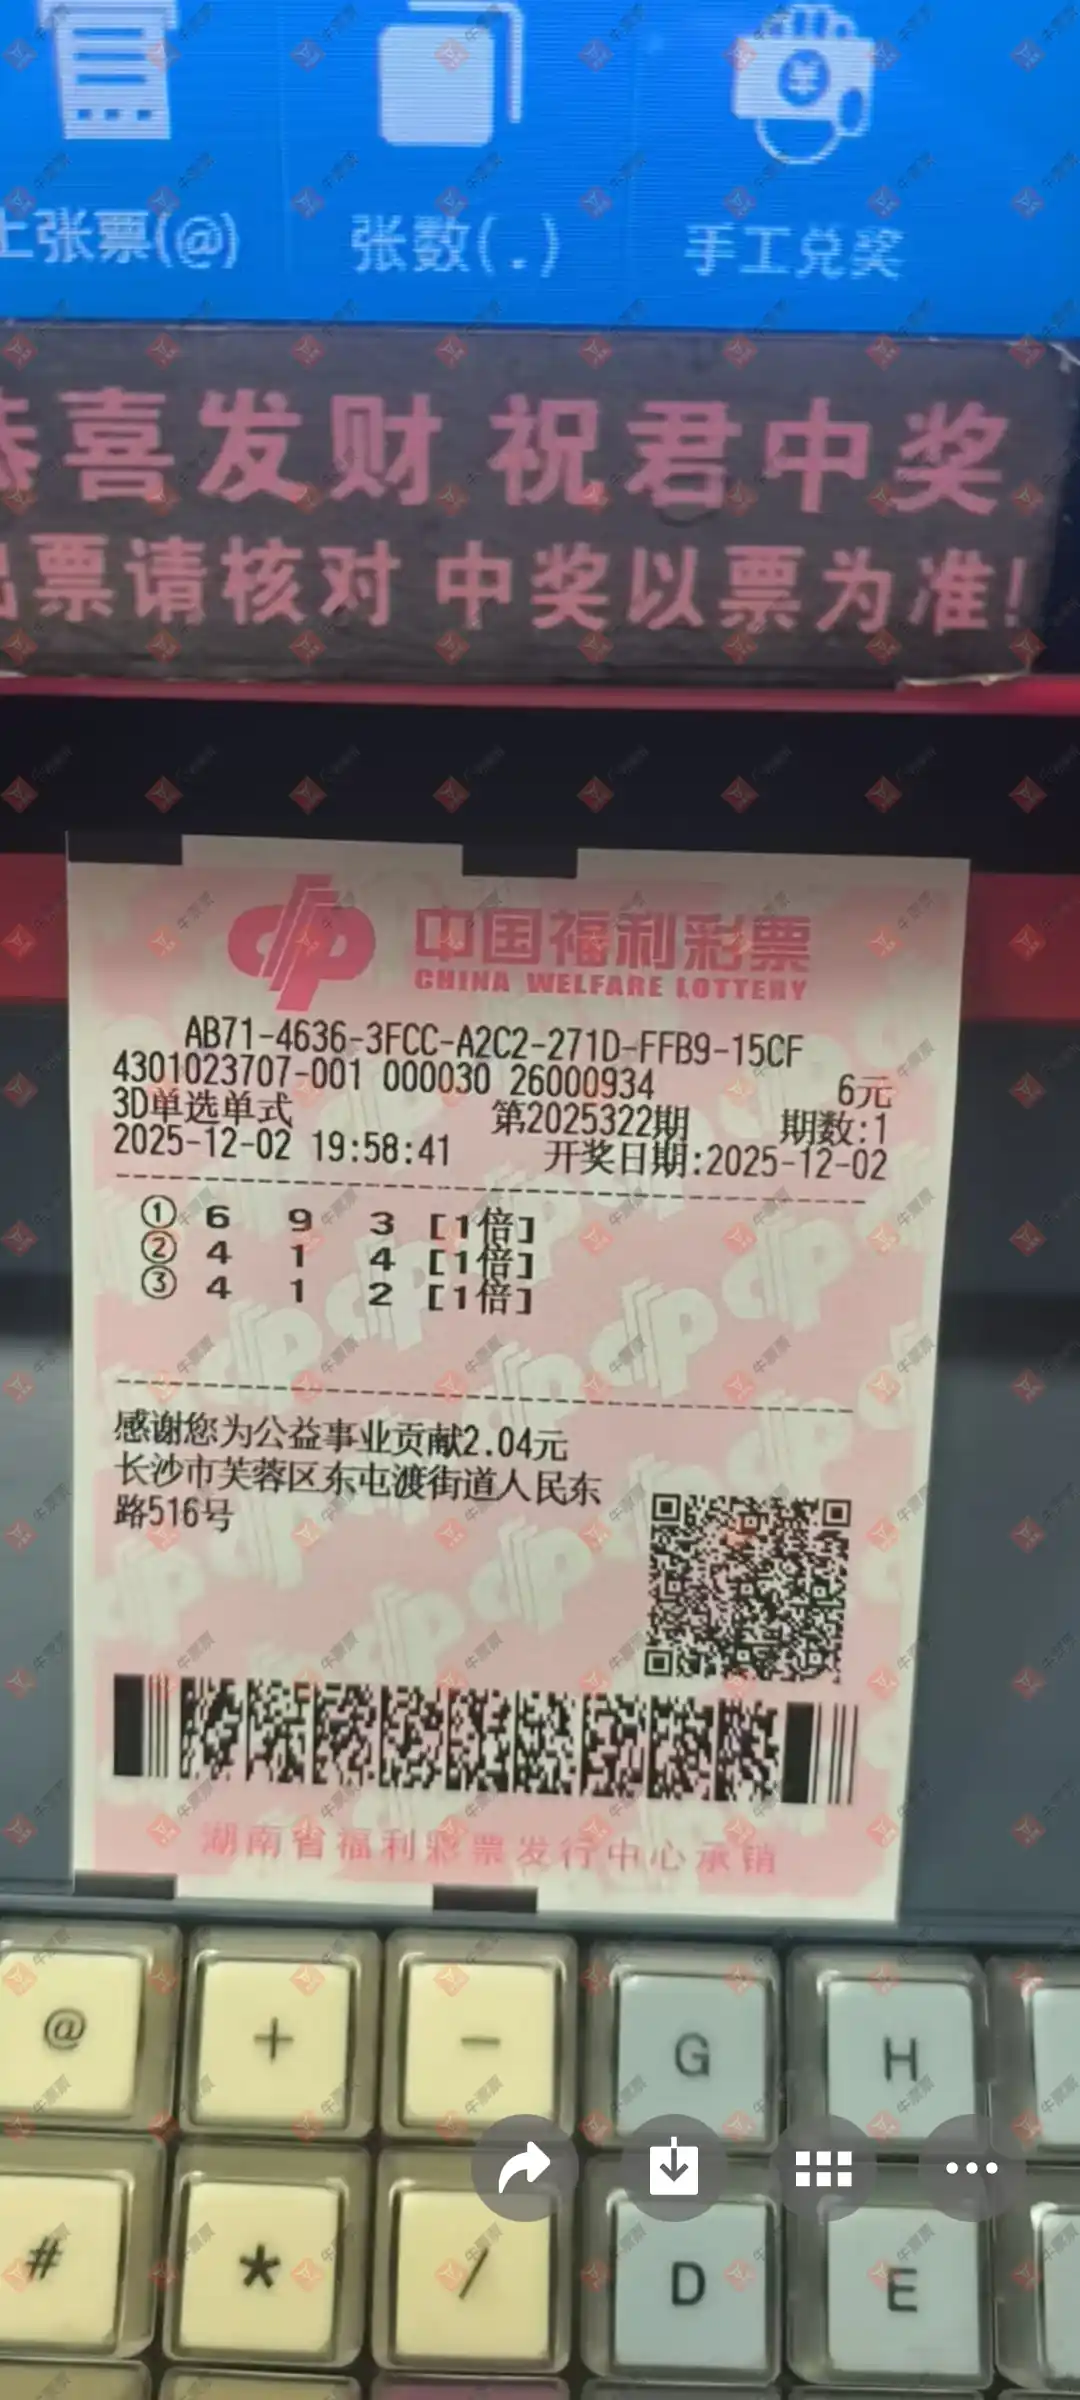 上张票(@) 张数(.) 手工兑奖
恭喜发财 祝君中奖
出票请核对 中奖以票为准!
中国福利彩票
CHINA WELFARE LOTTERY
AB71-4636-3FCC-A2C2-271D-FFB9-15CF
4301023707-001 000030 26000934 6元
3D单选单式 第2025322期 期数:1
2025-12-02 19:58:41 开奖日期:2025-12-02
① 6 9 3 [1倍]
② 4 1 4 [1倍]
③ 4 1 2 [1倍]
感谢您为公益事业贡献2.04元
长沙市芙蓉区东屯渡街道人民东
路516号
湖南省福利彩票发行中心承销
@ + - G H
# * / D E